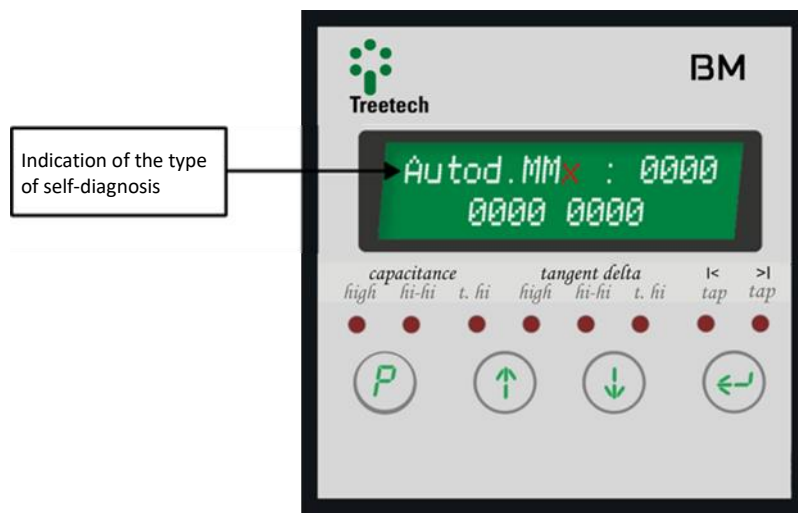 BM
Treetech
Indication of the type
of self-diagnosis
Autod.MMx : 0000
0000 0000
capacitance tangent delta |< >|
high hi-hi t. hi high hi-hi t. hi tap tap
P